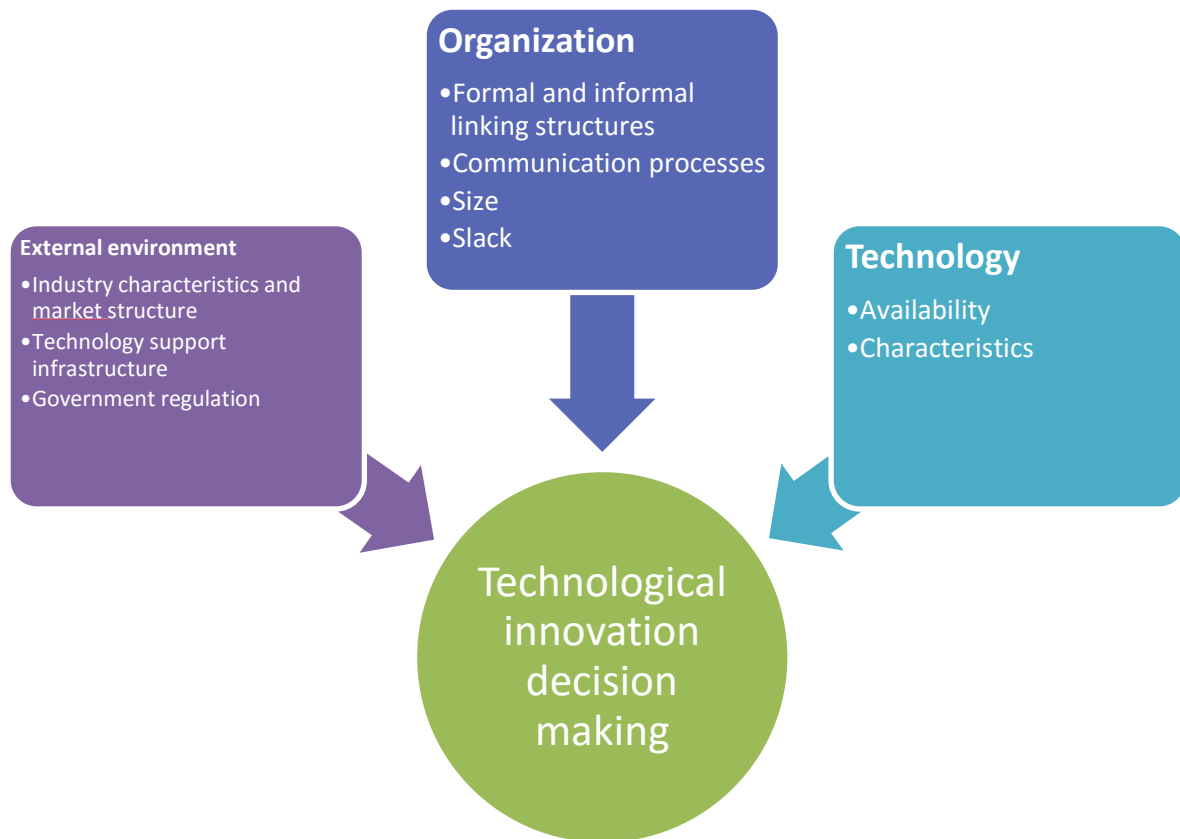 Organization
•Formal and informal
linking structures
•Communication processes
•Size
•Slack
External environment
•Industry characteristics and
market structure
•Technology support
infrastructure
•Government regulation
Technology
•Availability
•Characteristics
Technological
innovation
decision
making